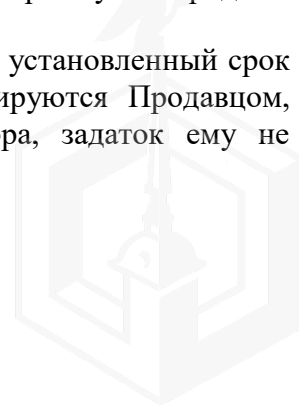 установленный срок
ируются Продавцом,
ра, задаток ему не